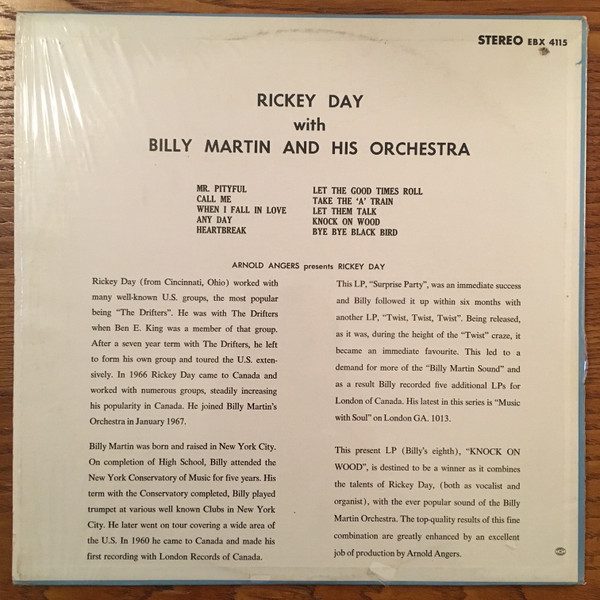 STEREO EBX 4115
RICKEY DAY
with
BILLY MARTIN AND HIS ORCHESTRA
MR. PITYFUL
CALL ME
WHEN I FALL IN LOVE
ANY DAY
HEARTBREAK
LET THE GOOD TIMES ROLL
TAKE THE 'A' TRAIN
LET THEM TALK
KNOCK ON WOOD
BYE BYE BLACK BIRD
ARNOLD ANGERS presents RICKEY DAY
Rickey Day (from Cincinnati, Ohio) worked with
many well-known U.S. groups, the most popular
being "The Drifters". He was with The Drifters
when Ben E. King was a member of that group.
After a seven year term with The Drifters, he left
to form his own group and toured the U.S. exten-
sively. In 1966 Rickey Day came to Canada and
worked with numerous groups, steadily increasing
his popularity in Canada. He joined Billy Martin's
Orchestra in January 1967.
Billy Martin was born and raised in New York City.
On completion of High School, Billy attended the
New York Conservatory of Music for five years. His
term with the Conservatory completed, Billy played
trumpet at various well known Clubs in New York
City. He later went on tour covering a wide area of
the U.S. In 1960 he came to Canada and made his
first recording with London Records of Canada.
This LP, "Surprise Party", was an immediate success
and Billy followed it up within six months with
another LP, "Twist, Twist, Twist". Being released,
as it was, during the height of the "Twist" craze, it
became an immediate favourite. This led to a
demand for more of the "Billy Martin Sound" and
as a result Billy recorded five additional LPs for
London of Canada. His latest in this series is "Music
with Soul" on London GA. 1013.
This present LP (Billy's eighth), "KNOCK ON
WOOD", is destined to be a winner as it combines
the talents of Rickey Day, (both as vocalist and
organist), with the ever popular sound of the Billy
Martin Orchestra. The top-quality results of this fine
combination are greatly enhanced by an excellent
job of production by Arnold Angers.